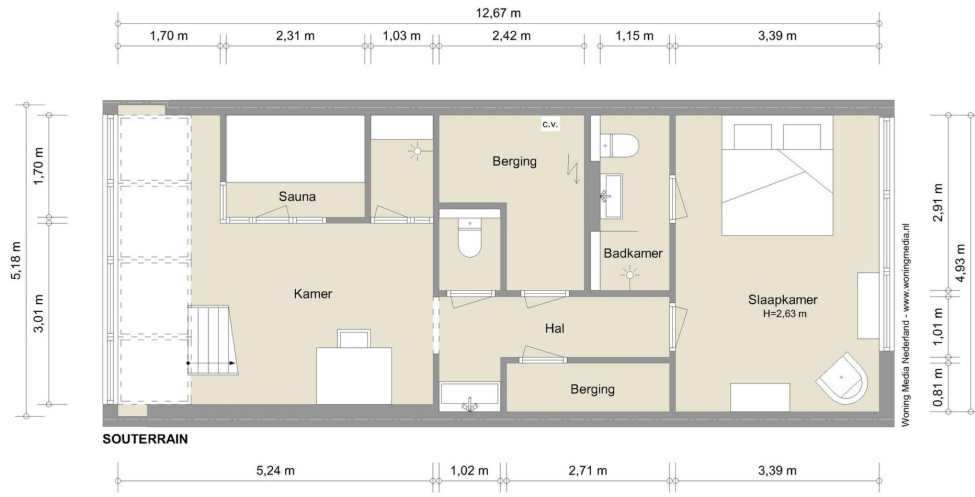 12,67 m
1,70 m 2,31 m 1,03 m 2,42 m 1,15 m 3,39 m
c.v.
Berging
Sauna
Badkamer
Kamer
Slaapkamer
H=2,63 m
Hal
Berging
5,18 m
1,70 m
3,01 m
2,91 m
1,01 m
0,81 m
4,93 m
Woning Media Nederland - www.woningmedia.nl
SOUTERRAIN
5,24 m 1,02 m 2,71 m 3,39 m